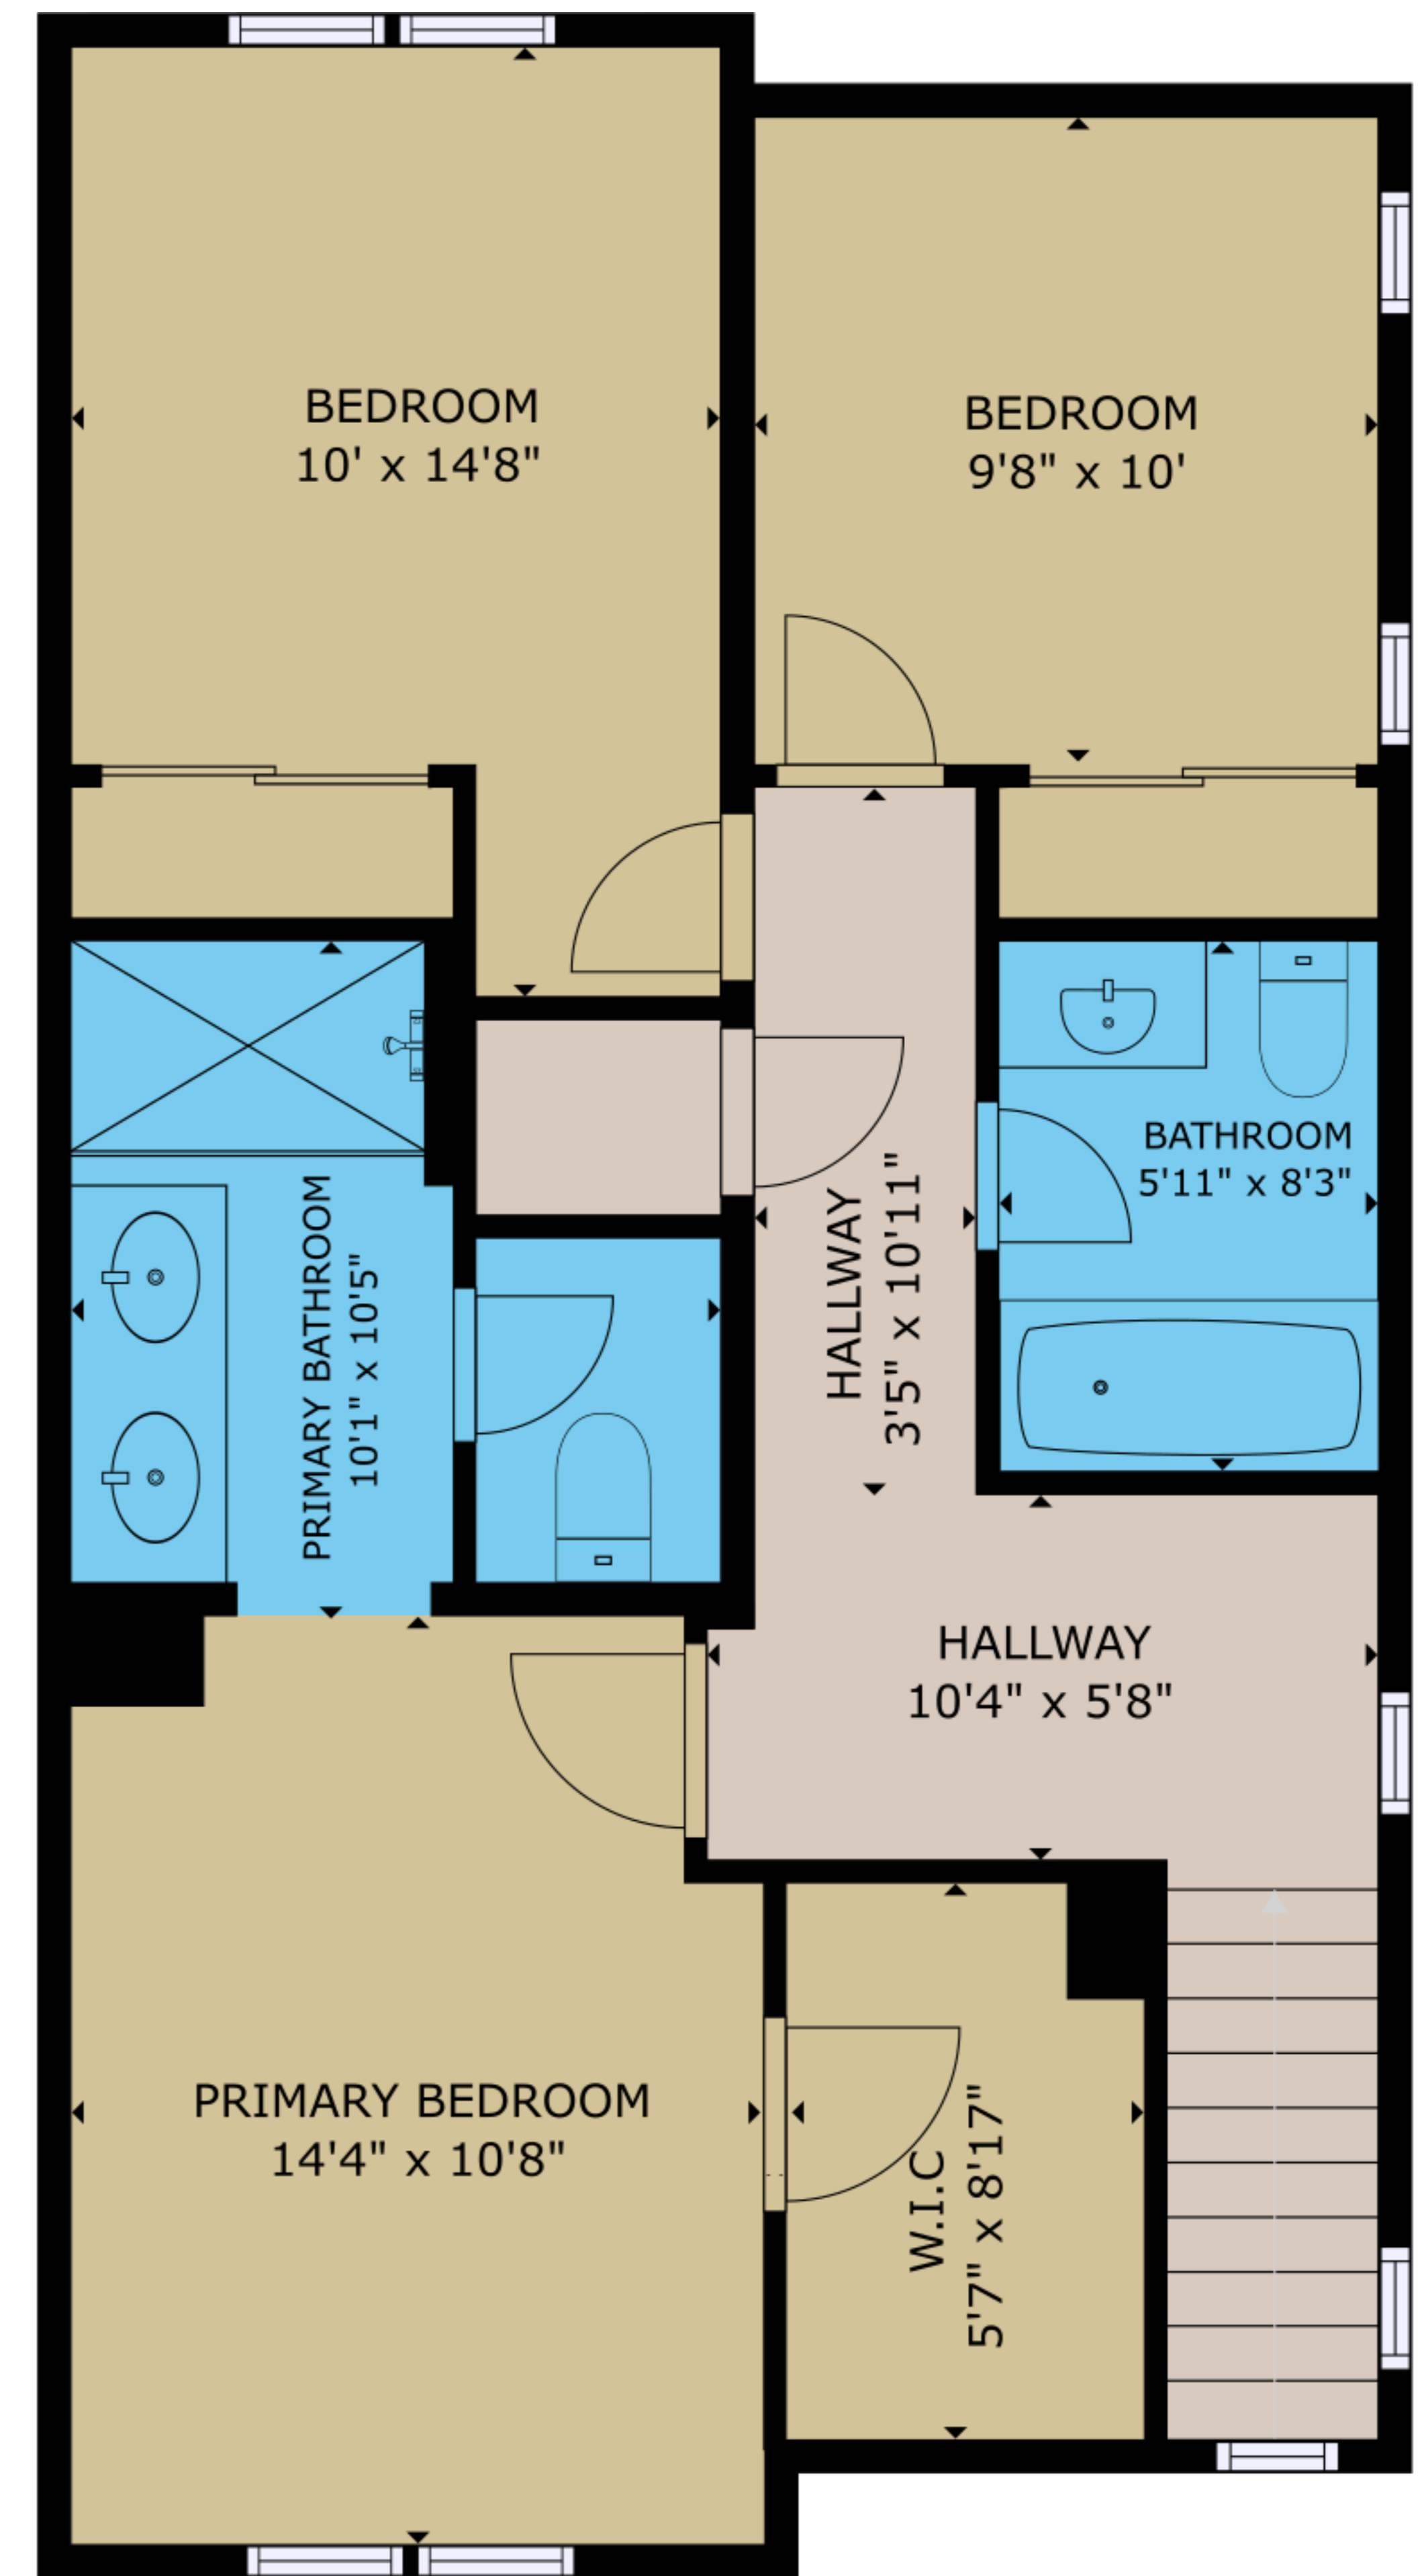 BEDROOM
10' x 14'8"
BEDROOM
9'8" x 10'
BATHROOM
5'11" x 8'3"
PRIMARY BATHROOM
10'1" x 10'5"
HALLWAY
3'5" x 10'11"
HALLWAY
10'4" x 5'8"
PRIMARY BEDROOM
14'4" x 10'8"
W.I.C
5'7" x 8'17"